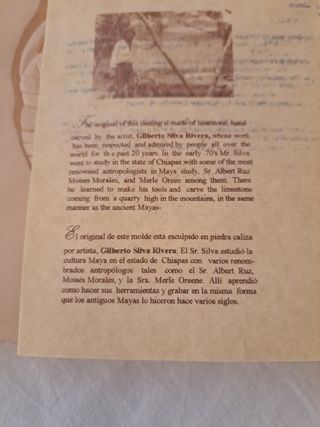 The original of this casting is made of limestone, hand
carved by the artist, Gilberto Silva Rivera, whose work
has been respected and admired by people all over the
world for the past 20 years. In the early 70's Mr. Silva
went to study in the state of Chiapas with some of the most
renowned antropologists in Maya study, Sr. Albert Ruz
Moises Morales, and Merle Green among them. There
he learned to make his tools and carve the limestone
coming from a quarry high in the mountains, in the same
manner as the ancient Mayas-
El original de este molde está esculpido en piedra caliza
por artista, Gilberto Silva Rivera. El Sr. Silva estudió la
cultura Maya en el estado de Chiapas con varios renom-
brados antropólogos tales como el Sr. Albert Ruz,
Moisés Morales, y la Sra. Merle Greene. Allí aprendió
como hacer sus herramientas y grabar en la misma forma
que los antiguos Mayas lo hiceron hace varios siglos.